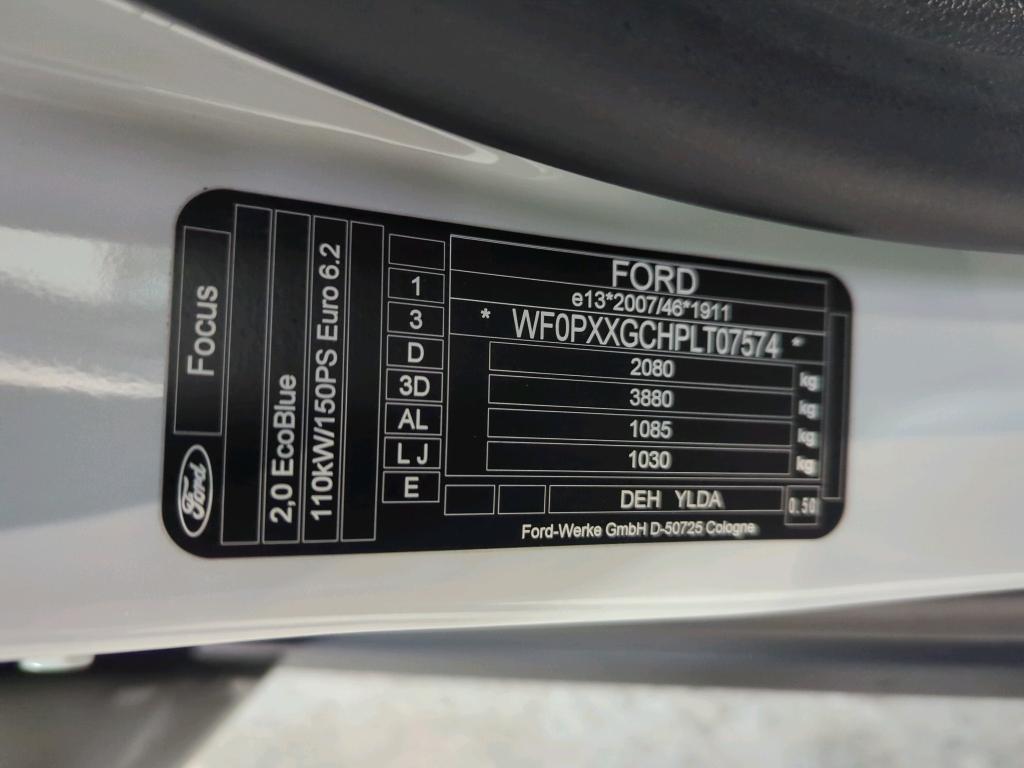 FORD
e13*2007/46*1911
* WF0PXXGCHPLT07574 *
2080 kg
3880 kg
1085 kg
1030 kg
DEH YLDA
0.50
Ford-Werke GmbH D-50725 Cologne
1
3
D
3D
AL
LJ
E
Focus
2,0 EcoBlue
110kW/150PS Euro 6.2
Ford